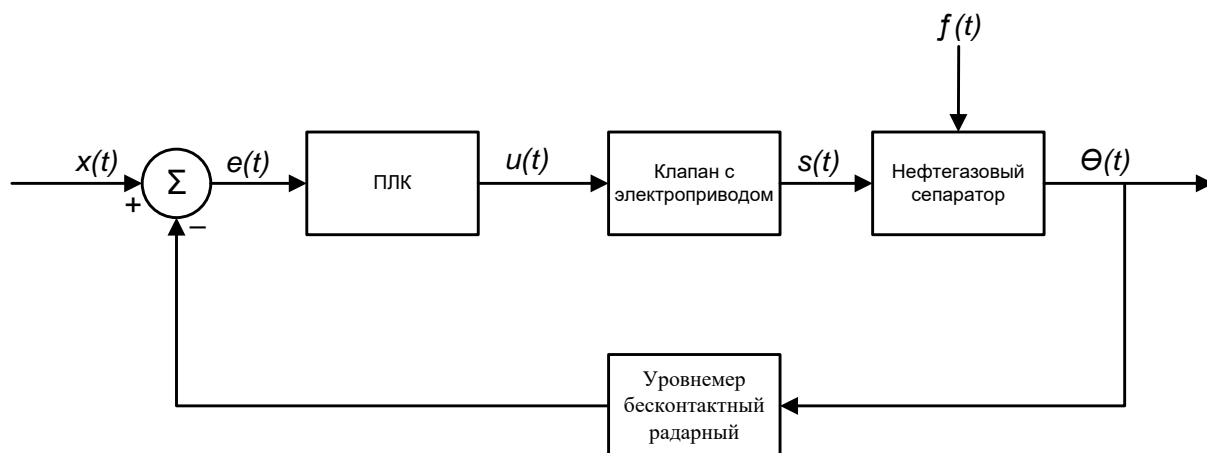 f(t)
x(t)
Σ
e(t)
ПЛК
u(t)
Клапан с
электроприводом
s(t)
Нефтегазовый
сепаратор
ϴ(t)
+
–
Уровнемер
бесконтактный
радарный